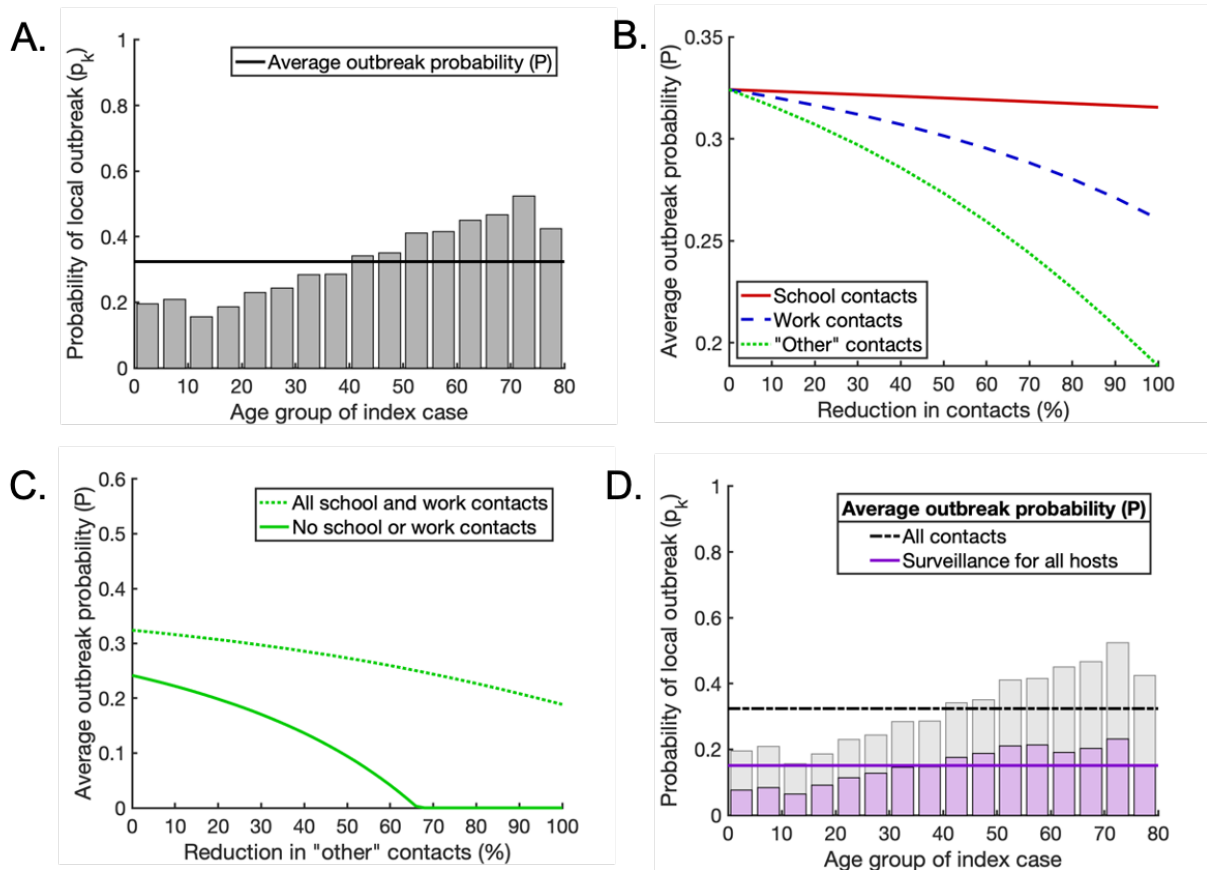 A.
Probability of local outbreak (pk)
1
0.8
0.6
0.4
0.2
0
Average outbreak probability (P)
0 10 20 30 40 50 60 70 80
Age group of index case
B.
Average outbreak probability (P)
0.35
0.3
0.25
0.2
School contacts
Work contacts
"Other" contacts
0 10 20 30 40 50 60 70 80 90 100
Reduction in contacts (%)
C.
Average outbreak probability (P)
0.6
0.5
0.4
0.3
0.2
0.1
0
All school and work contacts
No school or work contacts
0 10 20 30 40 50 60 70 80 90 100
Reduction in "other" contacts (%)
D.
Probability of local outbreak (pk)
1
0.8
0.6
0.4
0.2
0
Average outbreak probability (P)
All contacts
Surveillance for all hosts
0 10 20 30 40 50 60 70 80
Age group of index case